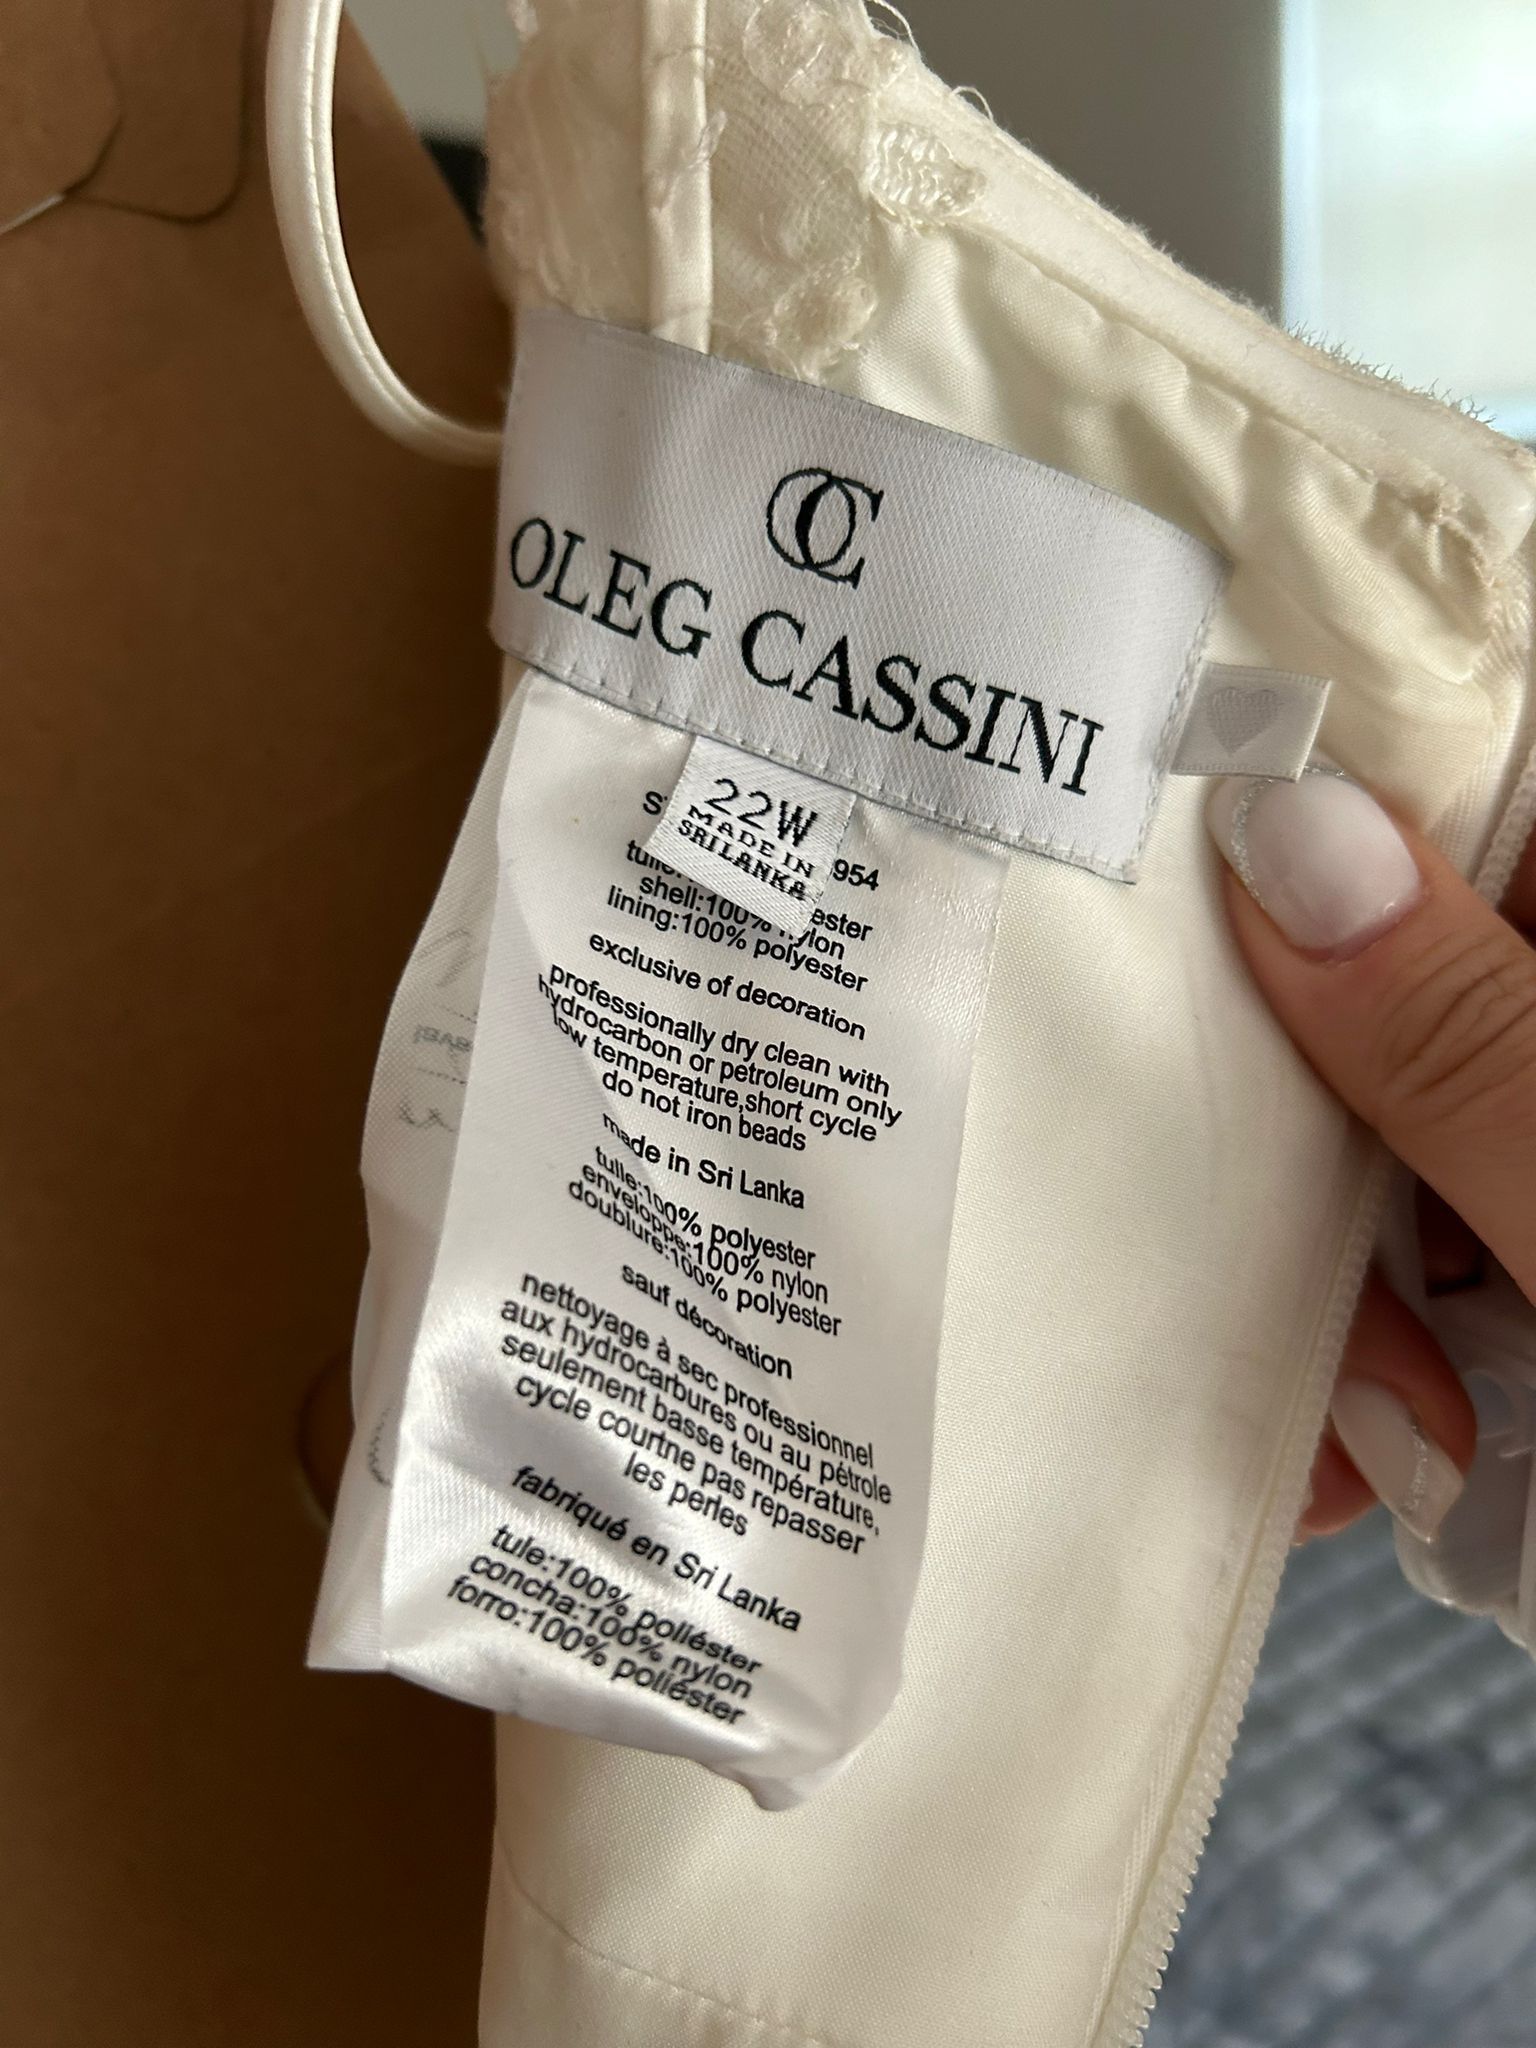 OC
OLEG CASSINI
22W
MADE IN
SRI LANKA
954
shell:100% nylon
lining:100% polyester
exclusive of decoration
professionally dry clean with
hydrocarbon or petroleum only
low temperature,short cycle
do not iron beads
made in Sri Lanka
tulle:100% polyester
enveloppe:100% nylon
doublure:100% polyester
sauf décoration
nettoyage à sec professionnel
aux hydrocarbures ou au pétrole
seulement basse température,
cycle courtne pas repasser
les perles
fabriqué en Sri Lanka
tule:100% poliéster
concha:100% nylon
forro:100% poliéster